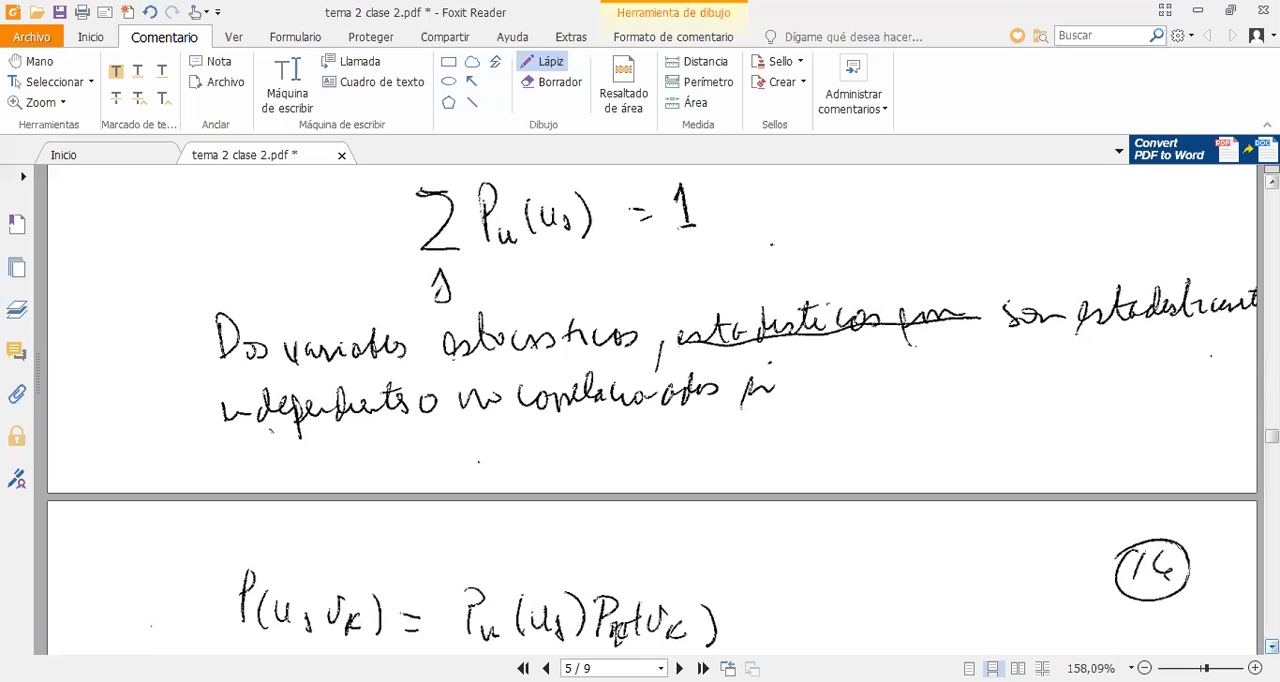 tema 2 clase 2.pdf * - Foxit Reader
Herramienta de dibujo
Archivo Inicio Comentario Ver Formulario Proteger Compartir Ayuda Extras Formato de comentario Dígame qué desea hacer... Buscar
Mano
Seleccionar
Zoom
Herramientas
Marcado de te...
Nota
Archivo
Anclar
Máquina de escribir
Llamada
Cuadro de texto
Máquina de escribir
Lápiz
Borrador
Dibujo
Resaltado de área
Distancia
Perímetro
Área
Medida
Sello
Crear
Sellos
Administrar comentarios
Inicio
tema 2 clase 2.pdf *
Convert PDF to Word
∑ Pu(uj) = 1
j
Dos variables estocasticas, son
independientes o no correlacionados si
16
P(uj vk) = Pu(uj) Pv(vk)
5 / 9
158,09%